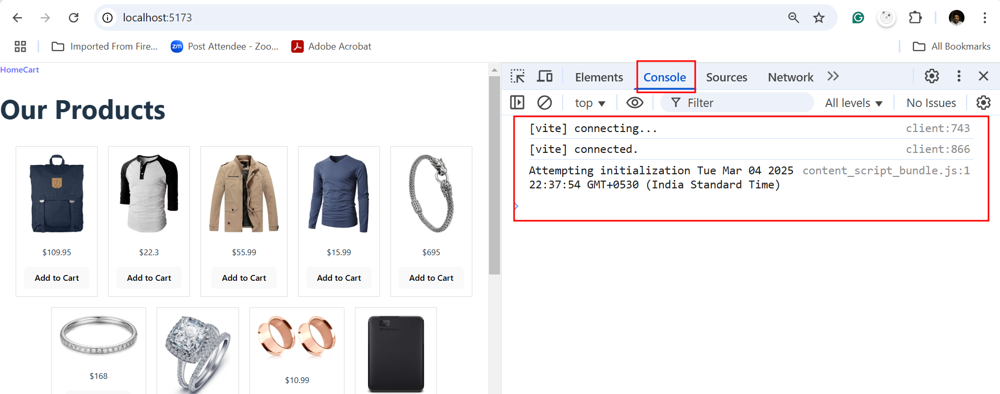 localhost:5173
Imported From Fire...
zm
Post Attendee - Zoo...
Adobe Acrobat
All Bookmarks
HomeCart
Our Products
$109.95
$22.3
$55.99
$15.99
$695
Add to Cart
Add to Cart
Add to Cart
Add to Cart
Add to Cart
$168
$10.99
Elements
Console
Sources
Network
top
Filter
All levels
No Issues
[vite] connecting...
client:743
[vite] connected.
client:866
Attempting initialization Tue Mar 04 2025
content_script_bundle.js:1
22:37:54 GMT+0530 (India Standard Time)